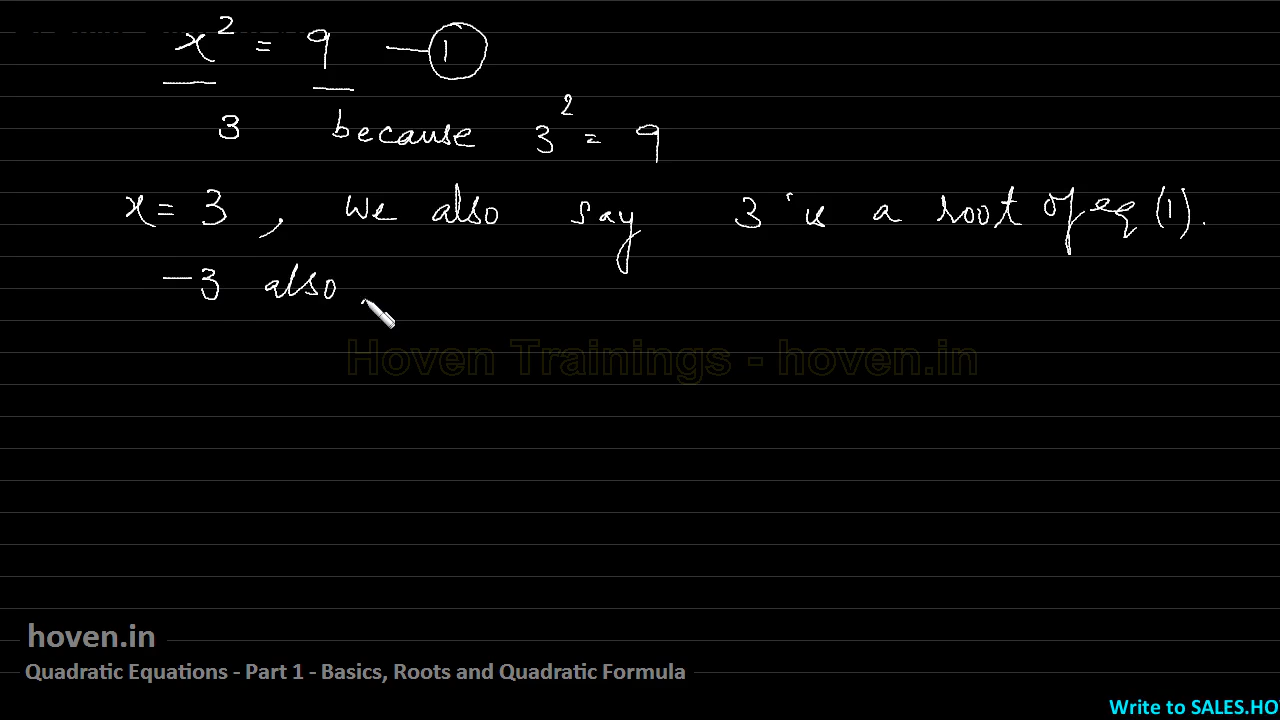 x² = 9 —①
3 because 3² = 9
x = 3, we also say 3 is a root of eq (1).
−3 also
Hoven Trainings - hoven.in
hoven.in
Quadratic Equations - Part 1 - Basics, Roots and Quadratic Formula
Write to SALES.HO